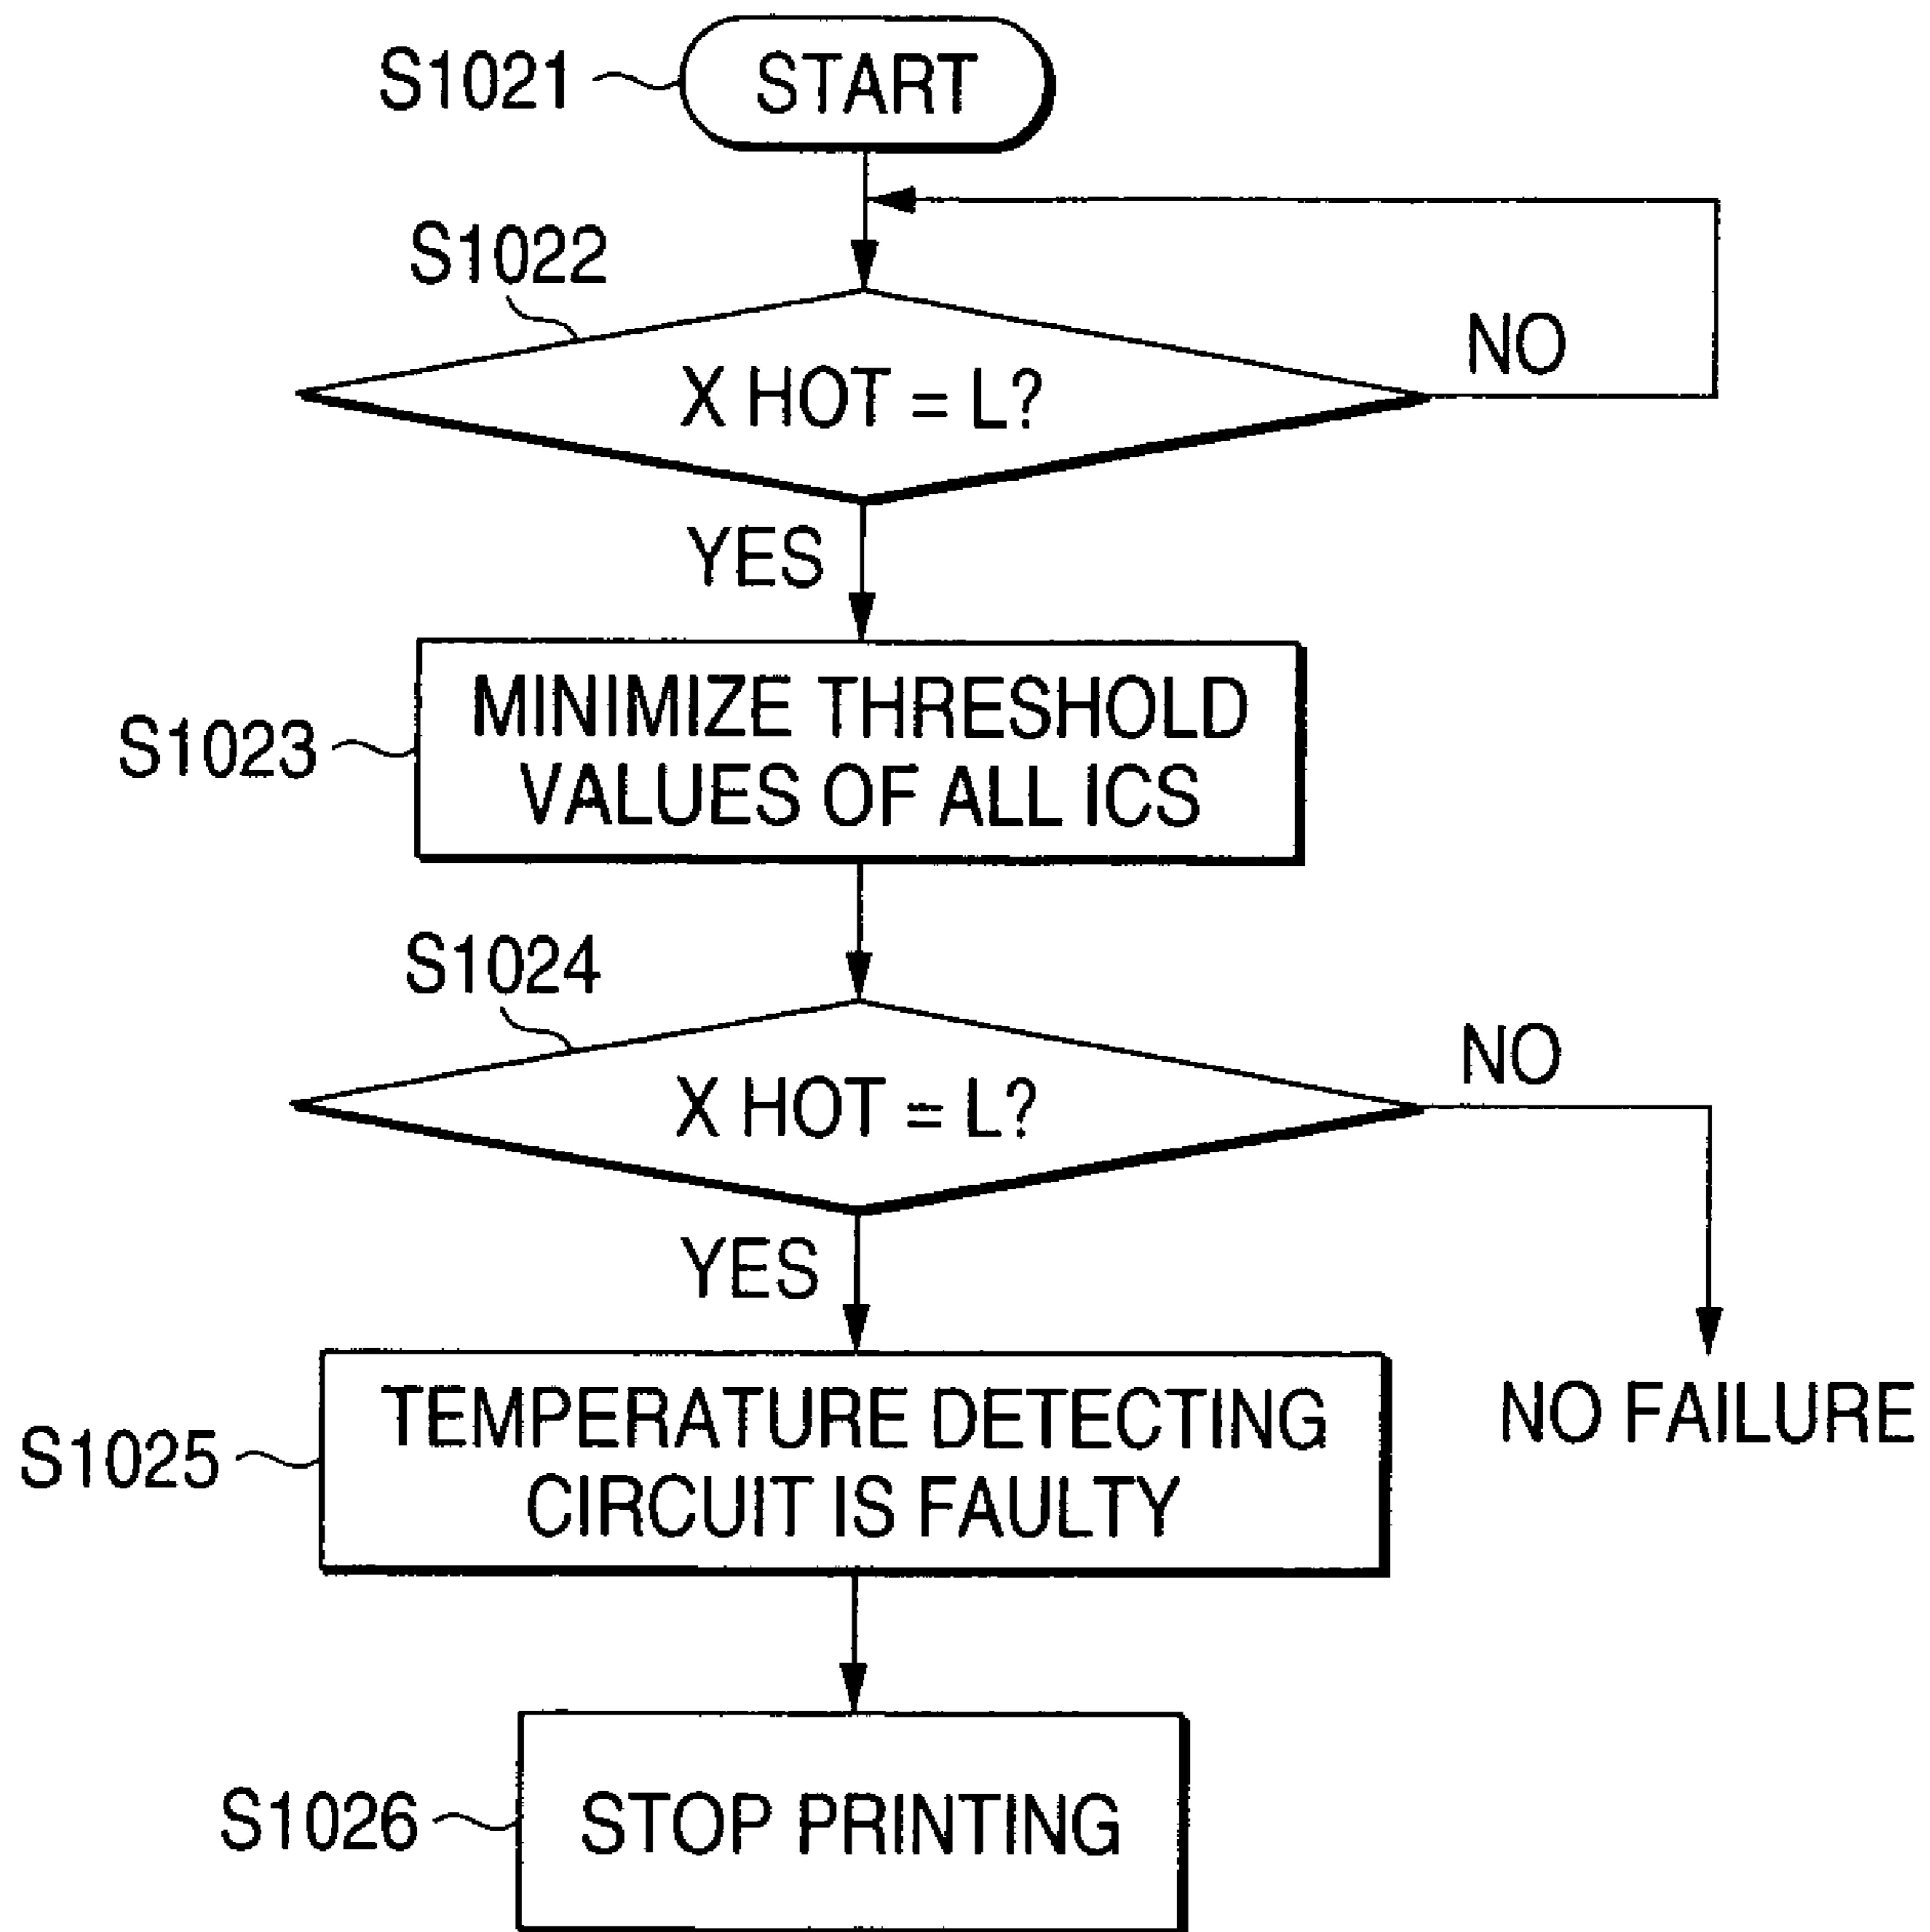 S1021
START
S1022
X HOT = L?
NO
YES
S1023
MINIMIZE THRESHOLD
VALUES OF ALL ICS
S1024
X HOT = L?
NO
YES
S1025
TEMPERATURE DETECTING
CIRCUIT IS FAULTY
NO FAILURE
S1026
STOP PRINTING